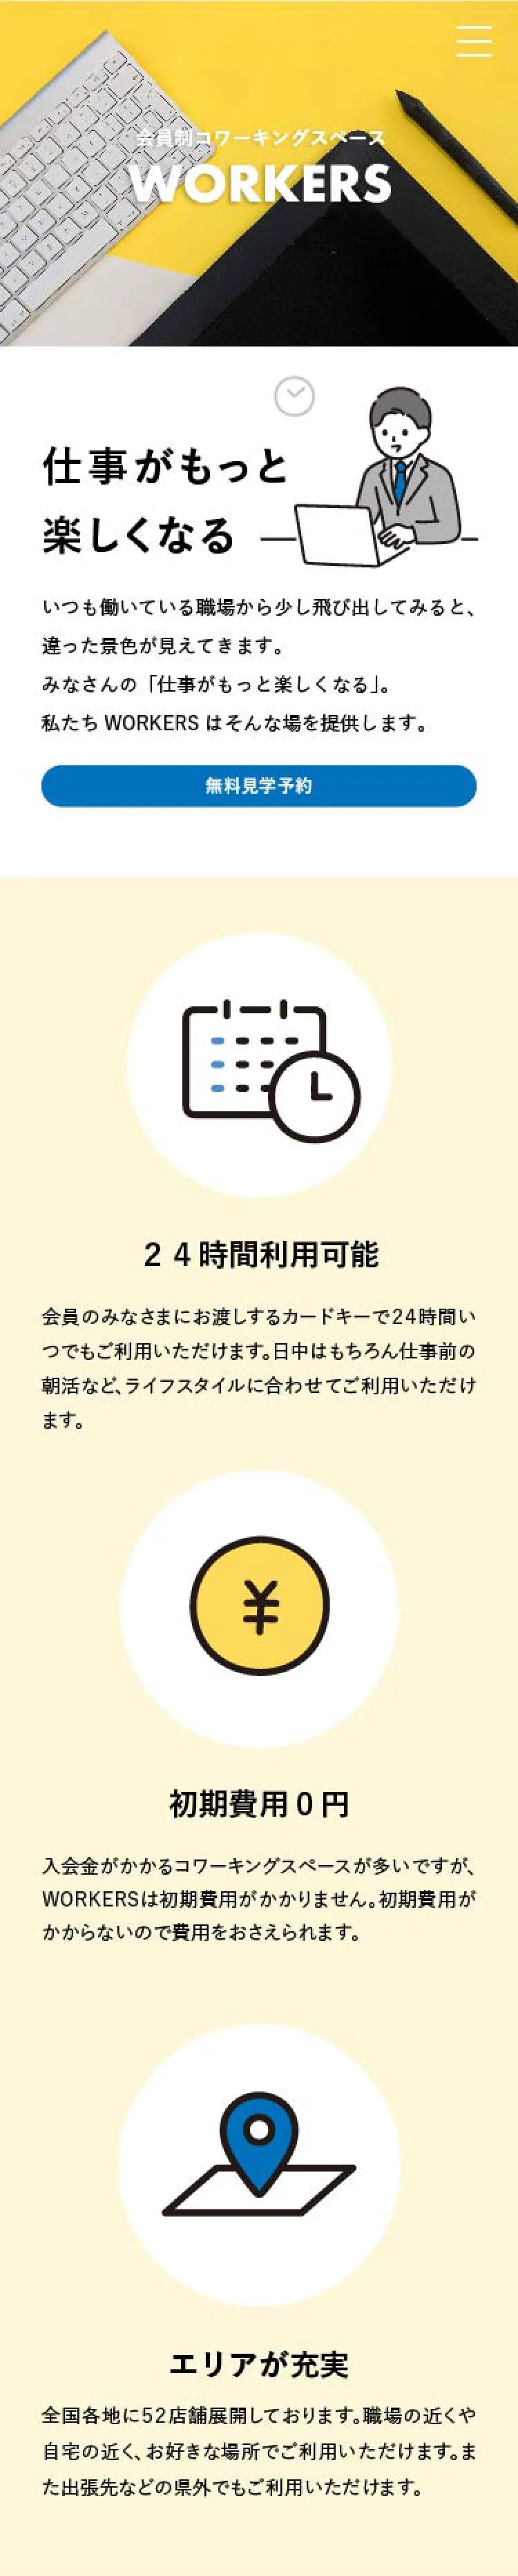 会員制コワーキングスペース
WORKERS
仕事がもっと
楽しくなる
いつも働いている職場から少し飛び出してみると、
違った景色が見えてきます。
みなさんの「仕事がもっと楽しくなる」。
私たち WORKERS はそんな場を提供します。
無料見学予約
２４時間利用可能
会員のみなさまにお渡しするカードキーで24時間い
つでもご利用いただけます。日中はもちろん仕事前の
朝活など、ライフスタイルに合わせてご利用いただけ
ます。
¥
初期費用０円
入会金がかかるコワーキングスペースが多いですが、
WORKERSは初期費用がかかりません。初期費用が
かからないので費用をおさえられます。
エリアが充実
全国各地に52店舗展開しております。職場の近くや
自宅の近く、お好きな場所でご利用いただけます。ま
た出張先などの県外でもご利用いただけます。